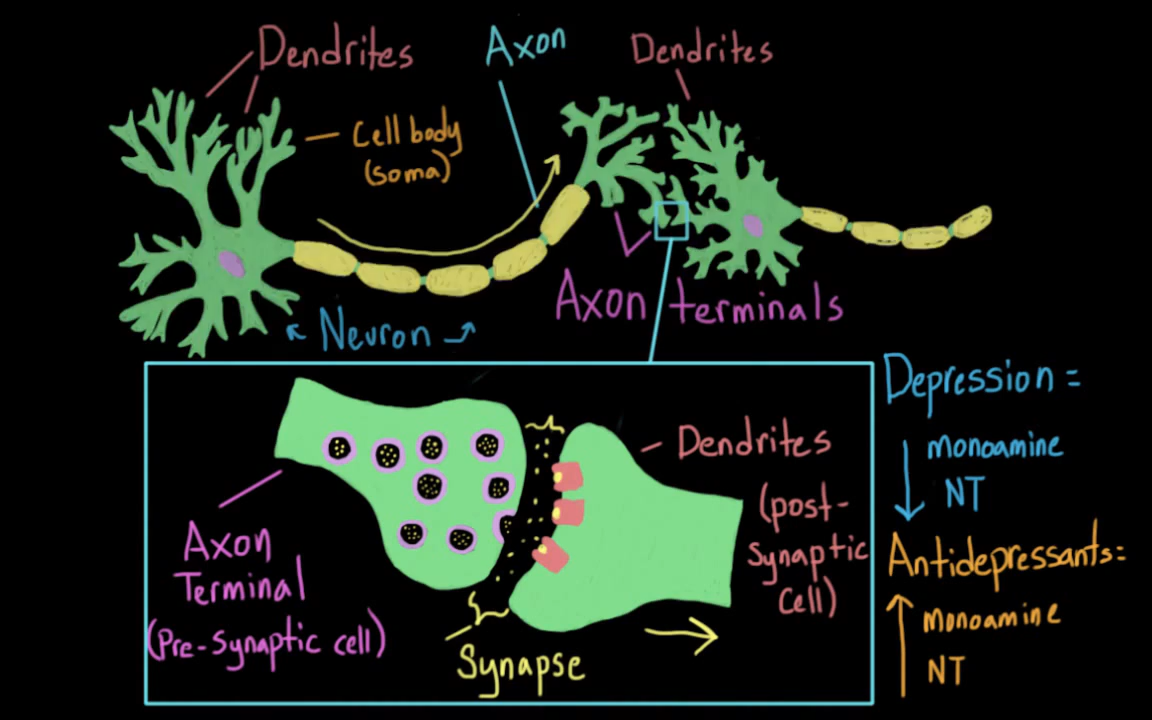 Dendrites
Axon
Dendrites
Cell body
(soma)
Axon terminals
Neuron
Depression =
Monoamine
NT
Dendrites
(post-
synaptic
cell)
Axon
Terminal
(Pre-synaptic cell)
Synapse
Antidepressants=
Monoamine
NT